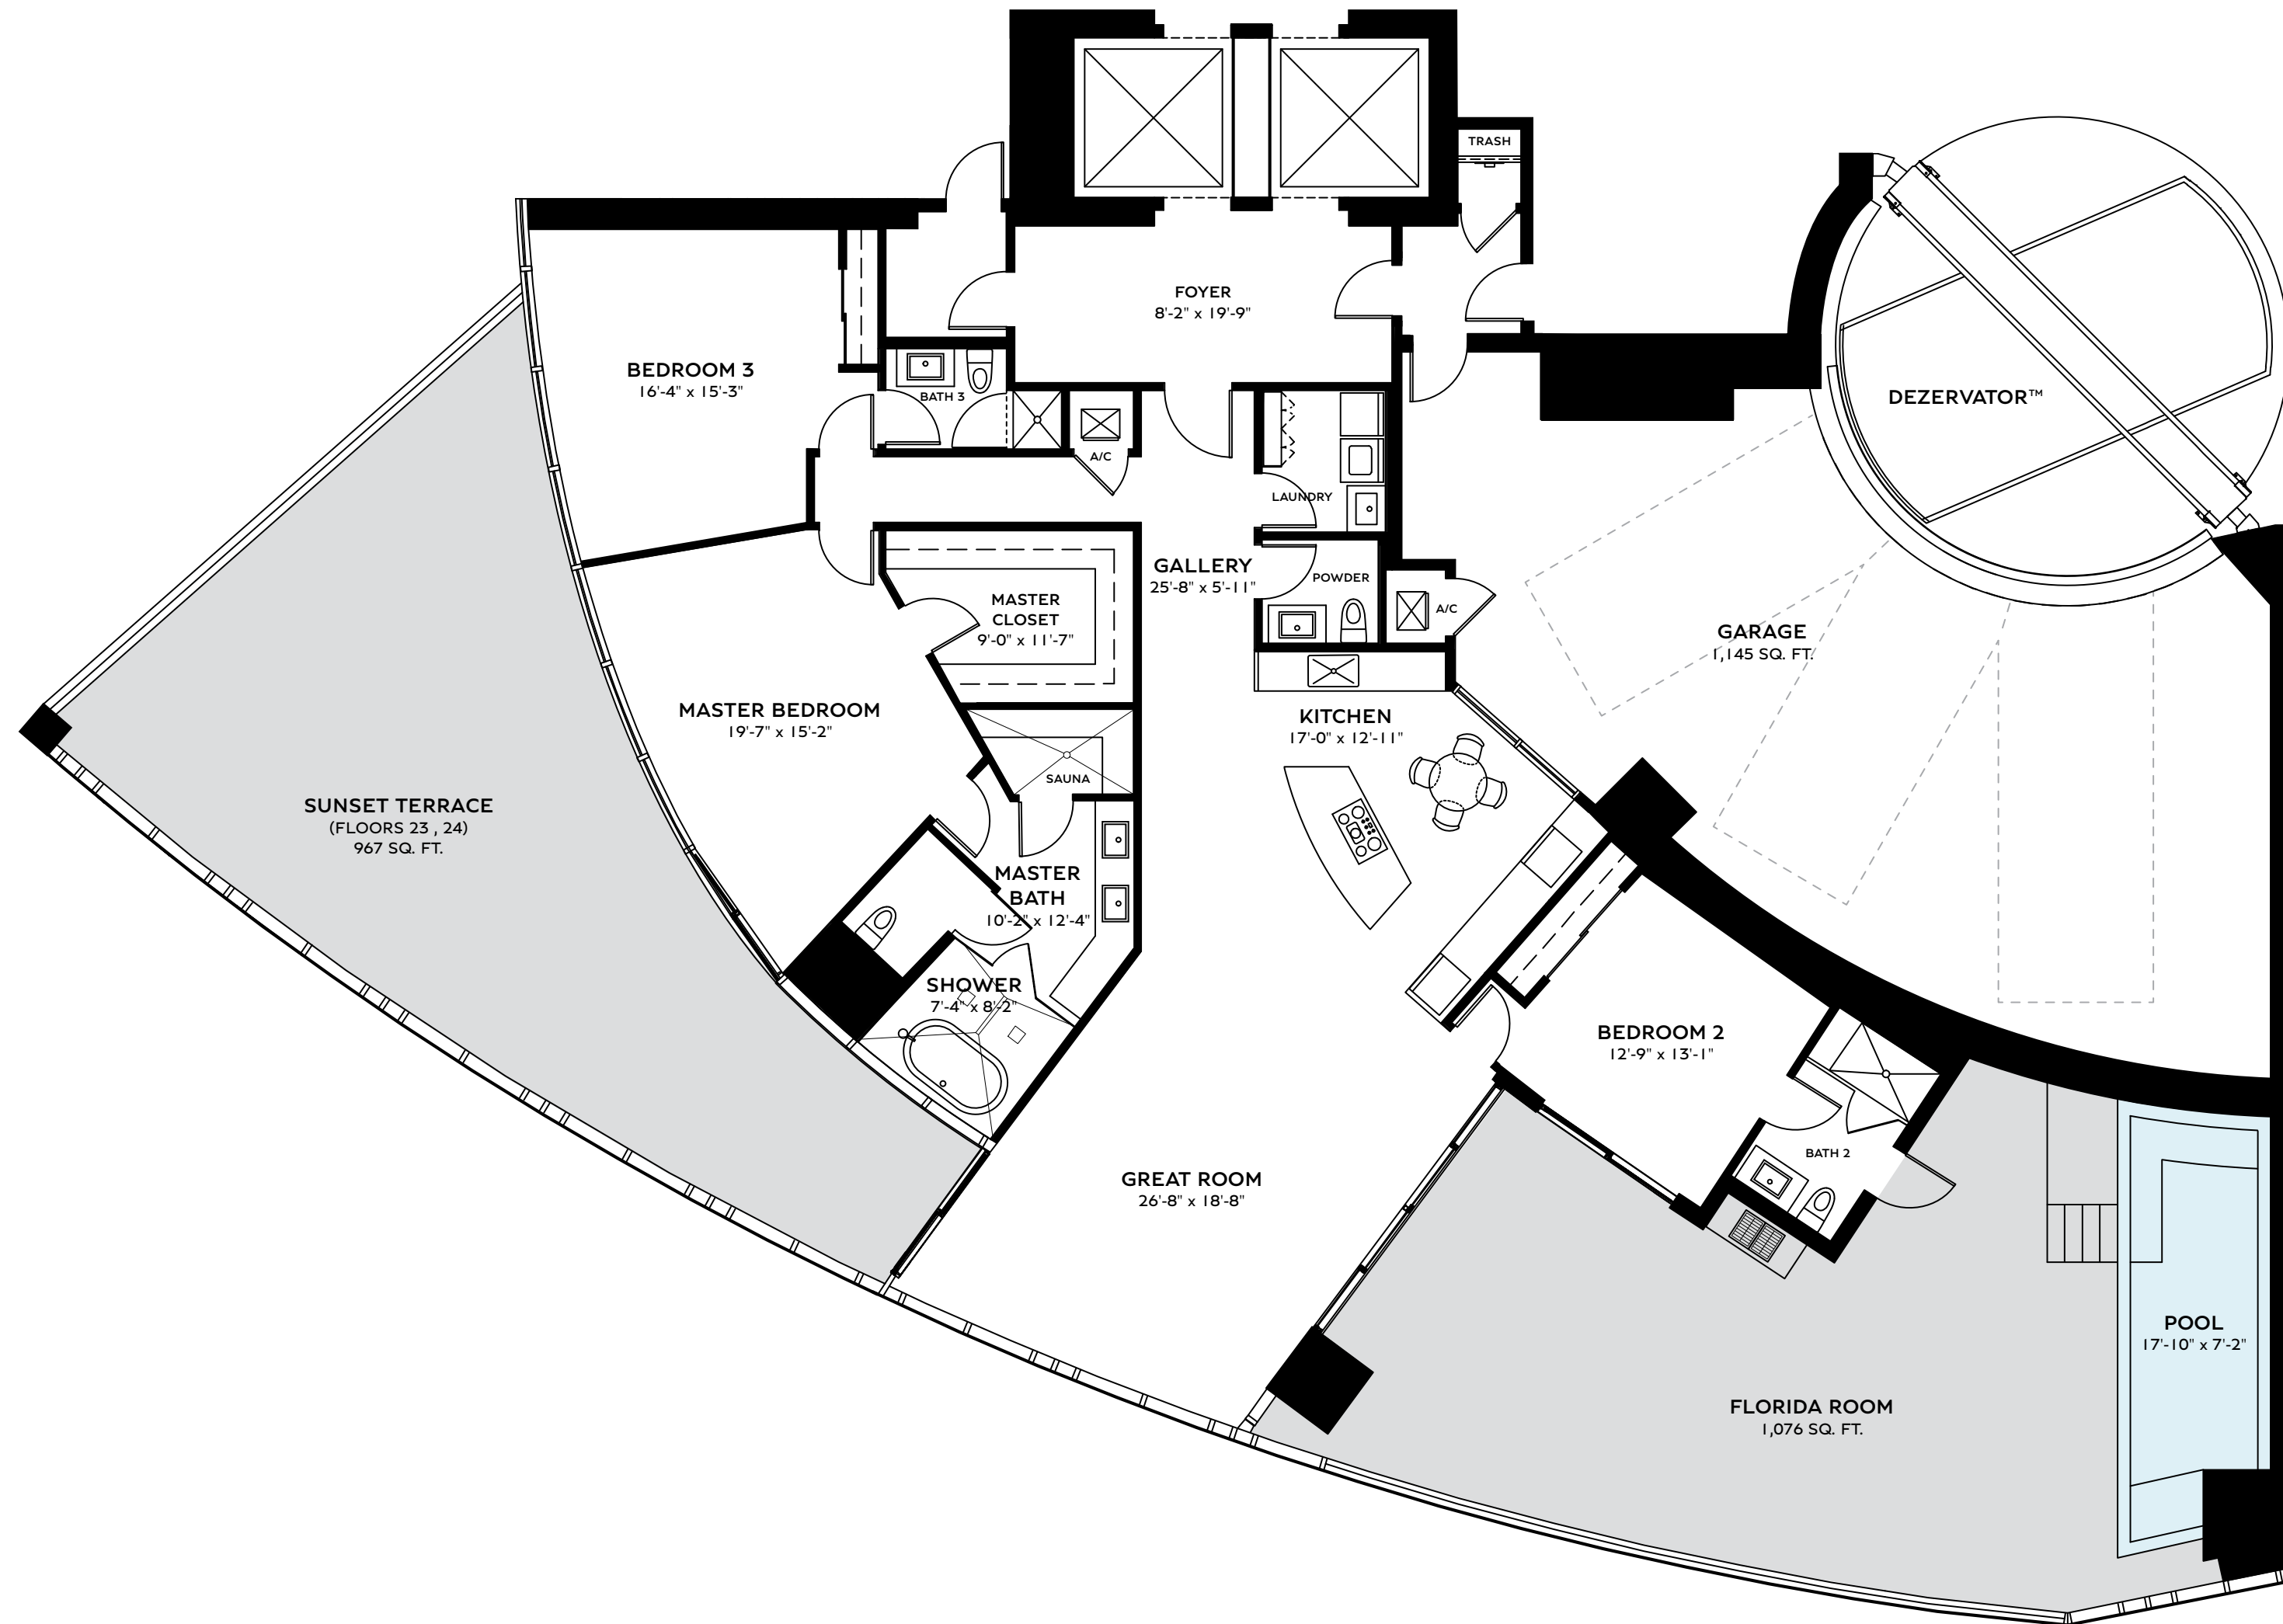 TRASH
FOYER
8'-2" x 19'-9"
BEDROOM 3
16'-4" x 15'-3"
BATH 3
A/C
LAUNDRY
DEZERVATOR™
GALLERY
25'-8" x 5'-11"
POWDER
A/C
MASTER
CLOSET
9'-0" x 11'-7"
GARAGE
1,145 SQ. FT.
MASTER BEDROOM
19'-7" x 15'-2"
KITCHEN
17'-0" x 12'-11"
SAUNA
SUNSET TERRACE
(FLOORS 23 , 24)
967 SQ. FT.
MASTER
BATH
10'-2" x 12'-4"
SHOWER
7'-4" x 8'-2"
BEDROOM 2
12'-9" x 13'-1"
BATH 2
GREAT ROOM
26'-8" x 18'-8"
POOL
17'-10" x 7'-2"
FLORIDA ROOM
1,076 SQ. FT.